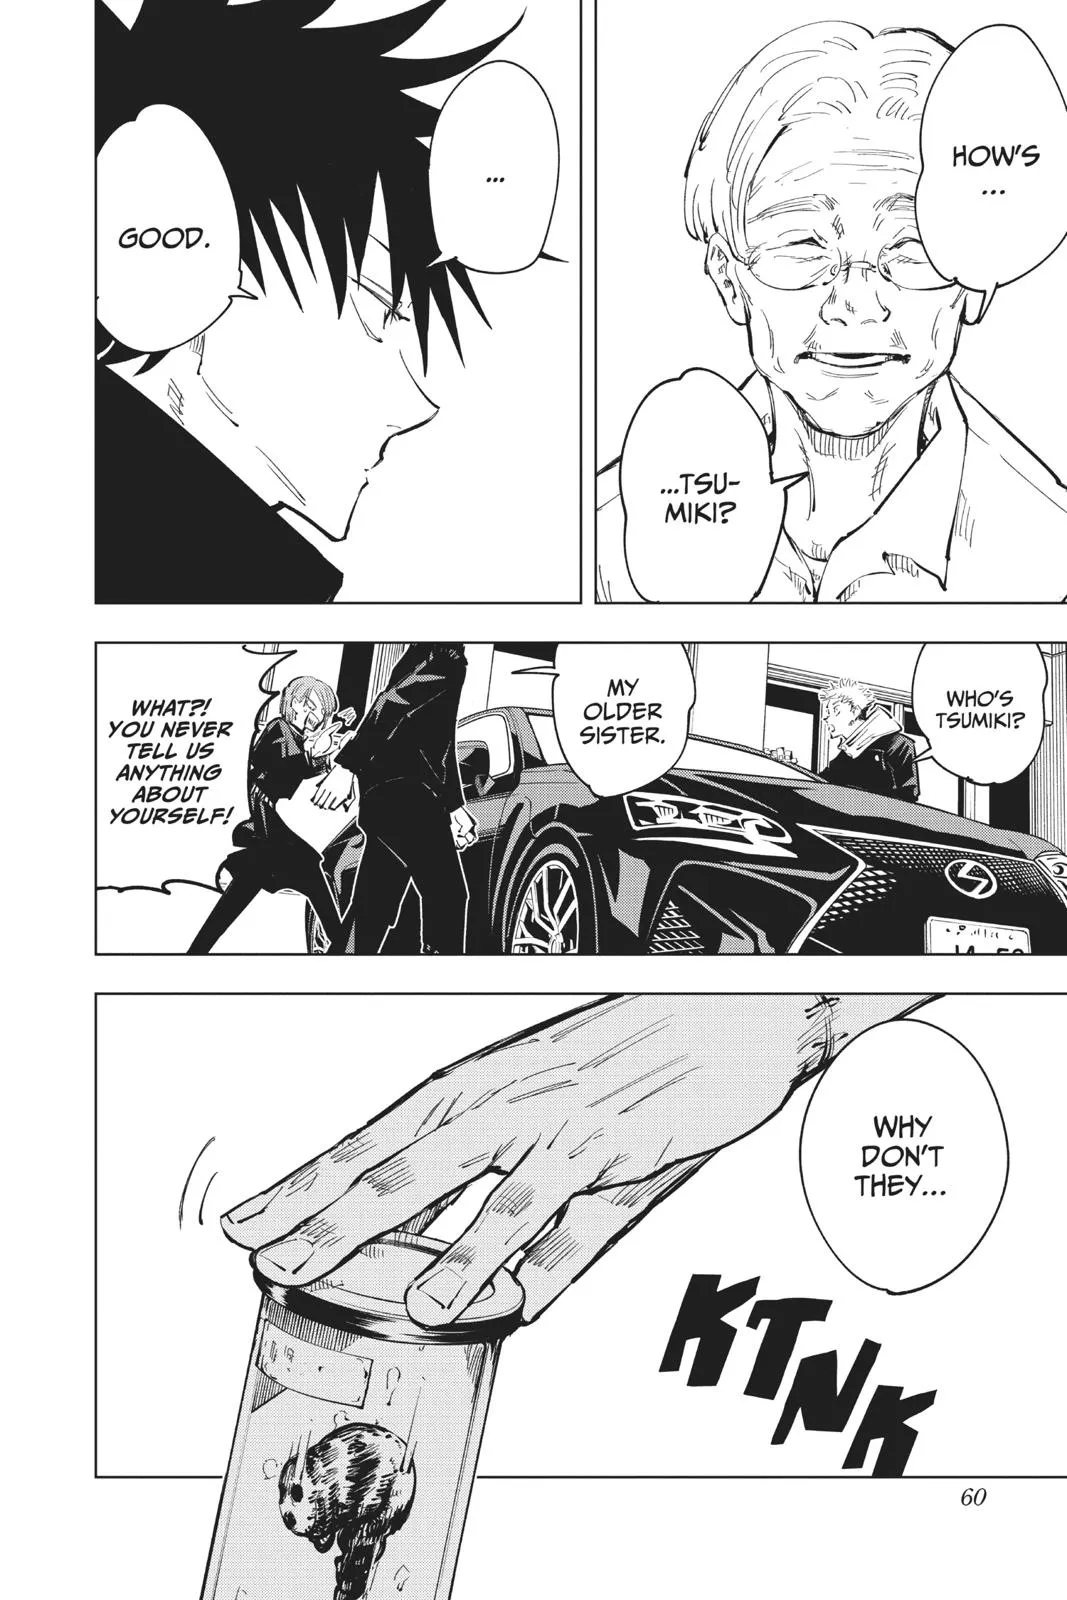 HOW'S
...
...TSU-
MIKI?
...
GOOD.
WHO'S
TSUMIKI?
MY
OLDER
SISTER.
WHAT?!
YOU NEVER
TELL US
ANYTHING
ABOUT
YOURSELF!
WHY
DON'T
THEY...
KTNK
60